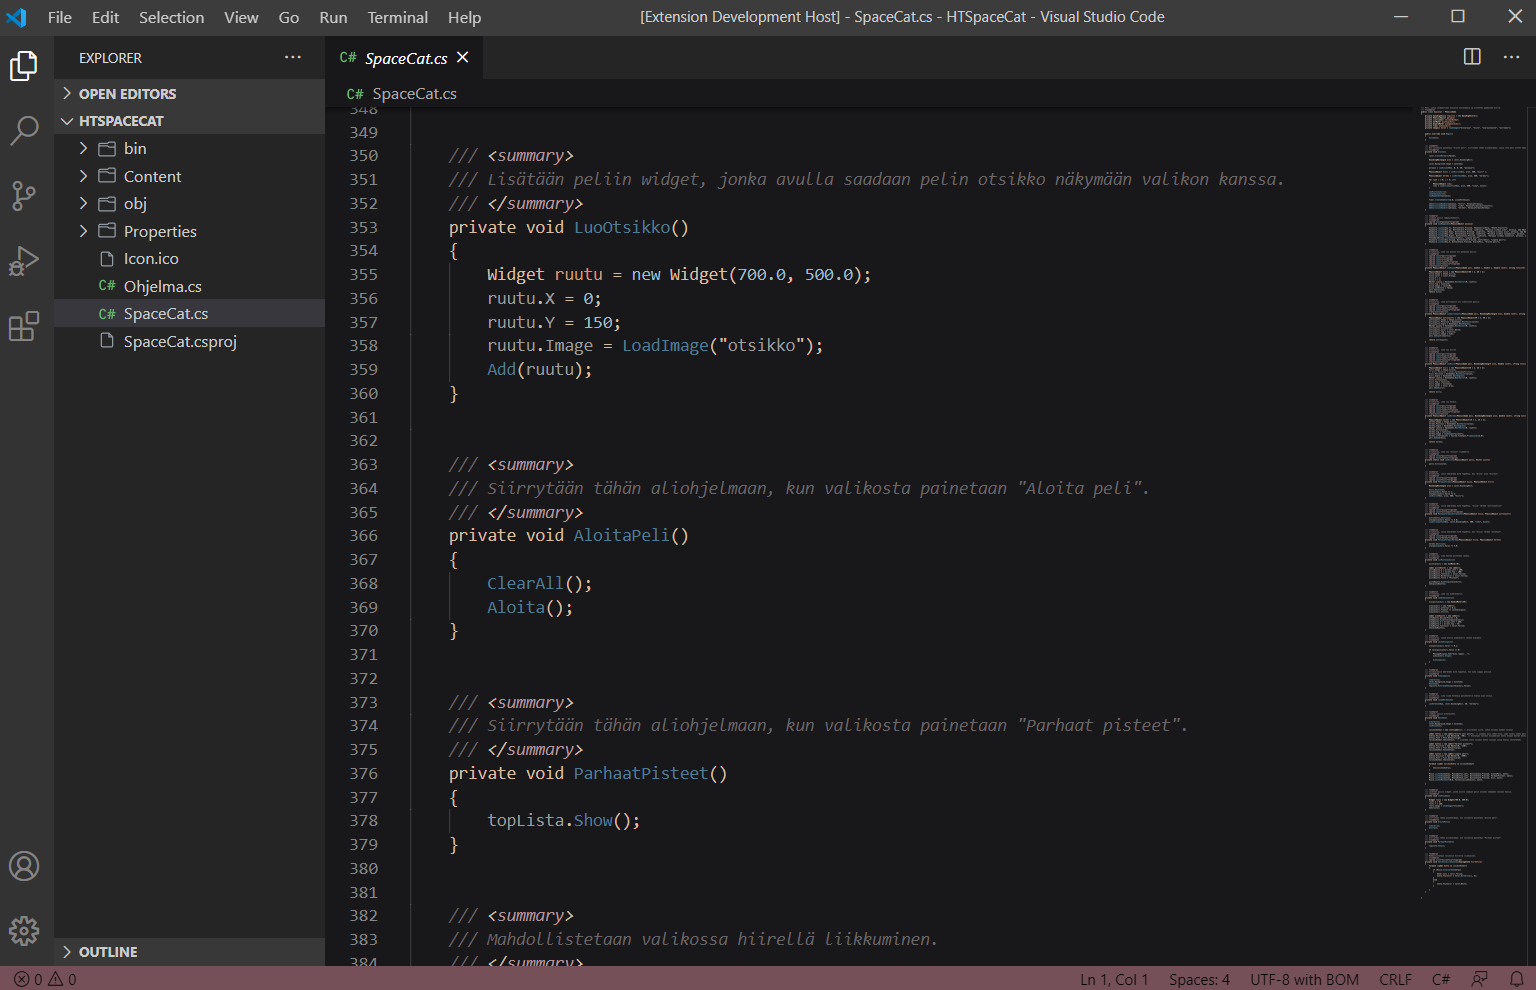 File Edit Selection View Go Run Terminal Help
[Extension Development Host] - SpaceCat.cs - HTSpaceCat - Visual Studio Code
EXPLORER
OPEN EDITORS
HTSPACECAT
bin
Content
obj
Properties
Icon.ico
C# Ohjelma.cs
C# SpaceCat.cs
SpaceCat.csproj
OUTLINE
C# SpaceCat.cs
C# SpaceCat.cs
348
349
350 /// <summary>
351 /// Lisätään peliin widget, jonka avulla saadaan pelin otsikko näkymään valikon kanssa.
352 /// </summary>
353 private void LuoOtsikko()
354 {
355 Widget ruutu = new Widget(700.0, 500.0);
356 ruutu.X = 0;
357 ruutu.Y = 150;
358 ruutu.Image = LoadImage("otsikko");
359 Add(ruutu);
360 }
361
362
363 /// <summary>
364 /// Siirrytään tähän aliohjelmaan, kun valikosta painetaan "Aloita peli".
365 /// </summary>
366 private void AloitaPeli()
367 {
368 ClearAll();
369 Aloita();
370 }
371
372
373 /// <summary>
374 /// Siirrytään tähän aliohjelmaan, kun valikosta painetaan "Parhaat pisteet".
375 /// </summary>
376 private void ParhaatPisteet()
377 {
378 topLista.Show();
379 }
380
381
382 /// <summary>
383 /// Mahdollistetaan valikossa hiirellä liikkuminen.
384 /// </summary>
0 0
Ln 1, Col 1 Spaces: 4 UTF-8 with BOM CRLF C#